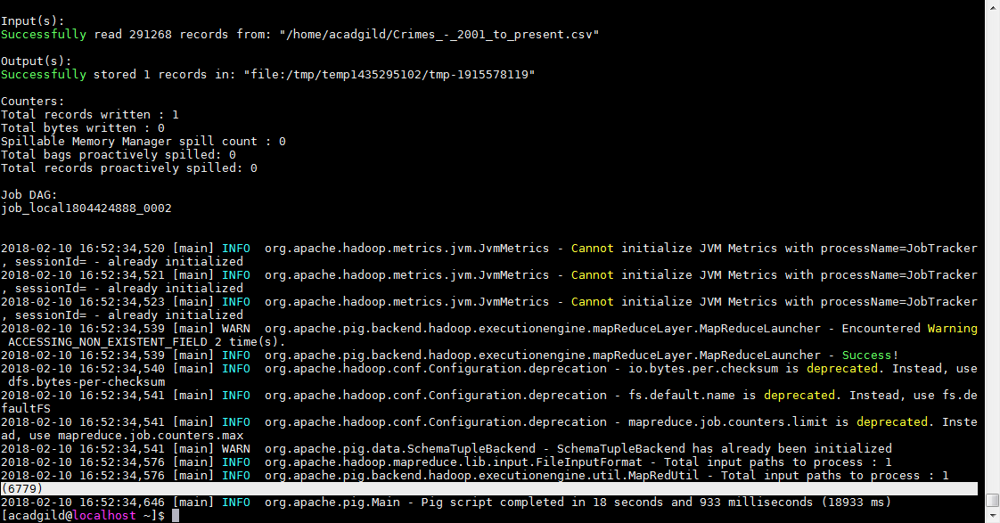 Input(s):
Successfully read 291268 records from: "/home/acadgild/Crimes_-_2001_to_present.csv"
Output(s):
Successfully stored 1 records in: "file:/tmp/temp1435295102/tmp-1915578119"
Counters:
Total records written : 1
Total bytes written : 0
Spillable Memory Manager spill count : 0
Total bags proactively spilled: 0
Total records proactively spilled: 0
Job DAG:
job_local1804424888_0002
2018-02-10 16:52:34,520 [main] INFO  org.apache.hadoop.metrics.jvm.JvmMetrics - Cannot initialize JVM Metrics with processName=JobTracker
, sessionId= - already initialized
2018-02-10 16:52:34,521 [main] INFO  org.apache.hadoop.metrics.jvm.JvmMetrics - Cannot initialize JVM Metrics with processName=JobTracker
, sessionId= - already initialized
2018-02-10 16:52:34,523 [main] INFO  org.apache.hadoop.metrics.jvm.JvmMetrics - Cannot initialize JVM Metrics with processName=JobTracker
, sessionId= - already initialized
2018-02-10 16:52:34,539 [main] WARN  org.apache.pig.backend.hadoop.executionengine.mapReduceLayer.MapReduceLauncher - Encountered Warning
 ACCESSING_NON_EXISTENT_FIELD 2 time(s).
2018-02-10 16:52:34,539 [main] INFO  org.apache.pig.backend.hadoop.executionengine.mapReduceLayer.MapReduceLauncher - Success!
2018-02-10 16:52:34,540 [main] INFO  org.apache.hadoop.conf.Configuration.deprecation - io.bytes.per.checksum is deprecated. Instead, use
 dfs.bytes-per-checksum
2018-02-10 16:52:34,541 [main] INFO  org.apache.hadoop.conf.Configuration.deprecation - fs.default.name is deprecated. Instead, use fs.de
faultFS
2018-02-10 16:52:34,541 [main] INFO  org.apache.hadoop.conf.Configuration.deprecation - mapreduce.job.counters.limit is deprecated. Inste
ad, use mapreduce.job.counters.max
2018-02-10 16:52:34,541 [main] WARN  org.apache.pig.data.SchemaTupleBackend - SchemaTupleBackend has already been initialized
2018-02-10 16:52:34,576 [main] INFO  org.apache.hadoop.mapreduce.lib.input.FileInputFormat - Total input paths to process : 1
2018-02-10 16:52:34,576 [main] INFO  org.apache.pig.backend.hadoop.executionengine.util.MapRedUtil - Total input paths to process : 1
(6779)
2018-02-10 16:52:34,646 [main] INFO  org.apache.pig.Main - Pig script completed in 18 seconds and 933 milliseconds (18933 ms)
[acadgild@localhost ~]$